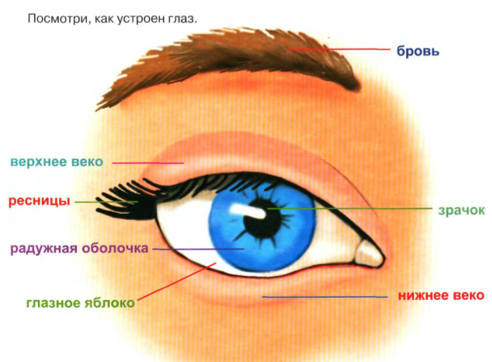 Посмотри, как устроен глаз.
бровь
верхнее веко
ресницы
зрачок
радужная оболочка
нижнее веко
глазное яблоко